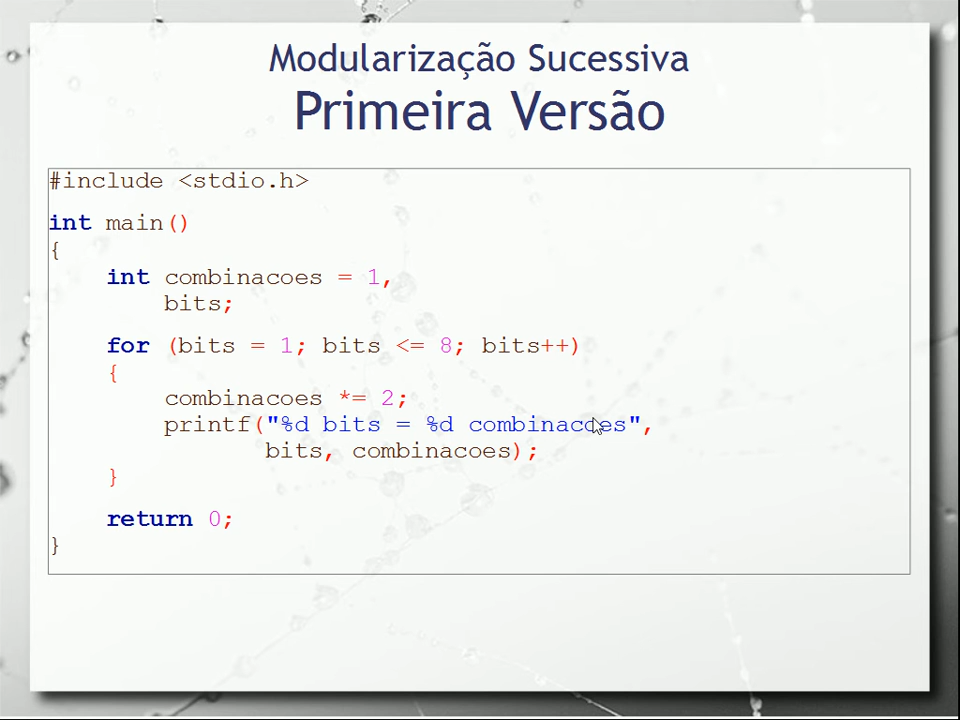 Modularização Sucessiva
Primeira Versão
#include <stdio.h>
int main()
{
    int combinacoes = 1,
        bits;
    for (bits = 1; bits <= 8; bits++)
    {
        combinacoes *= 2;
        printf("%d bits = %d combinacoes",
               bits, combinacoes);
    }
    return 0;
}